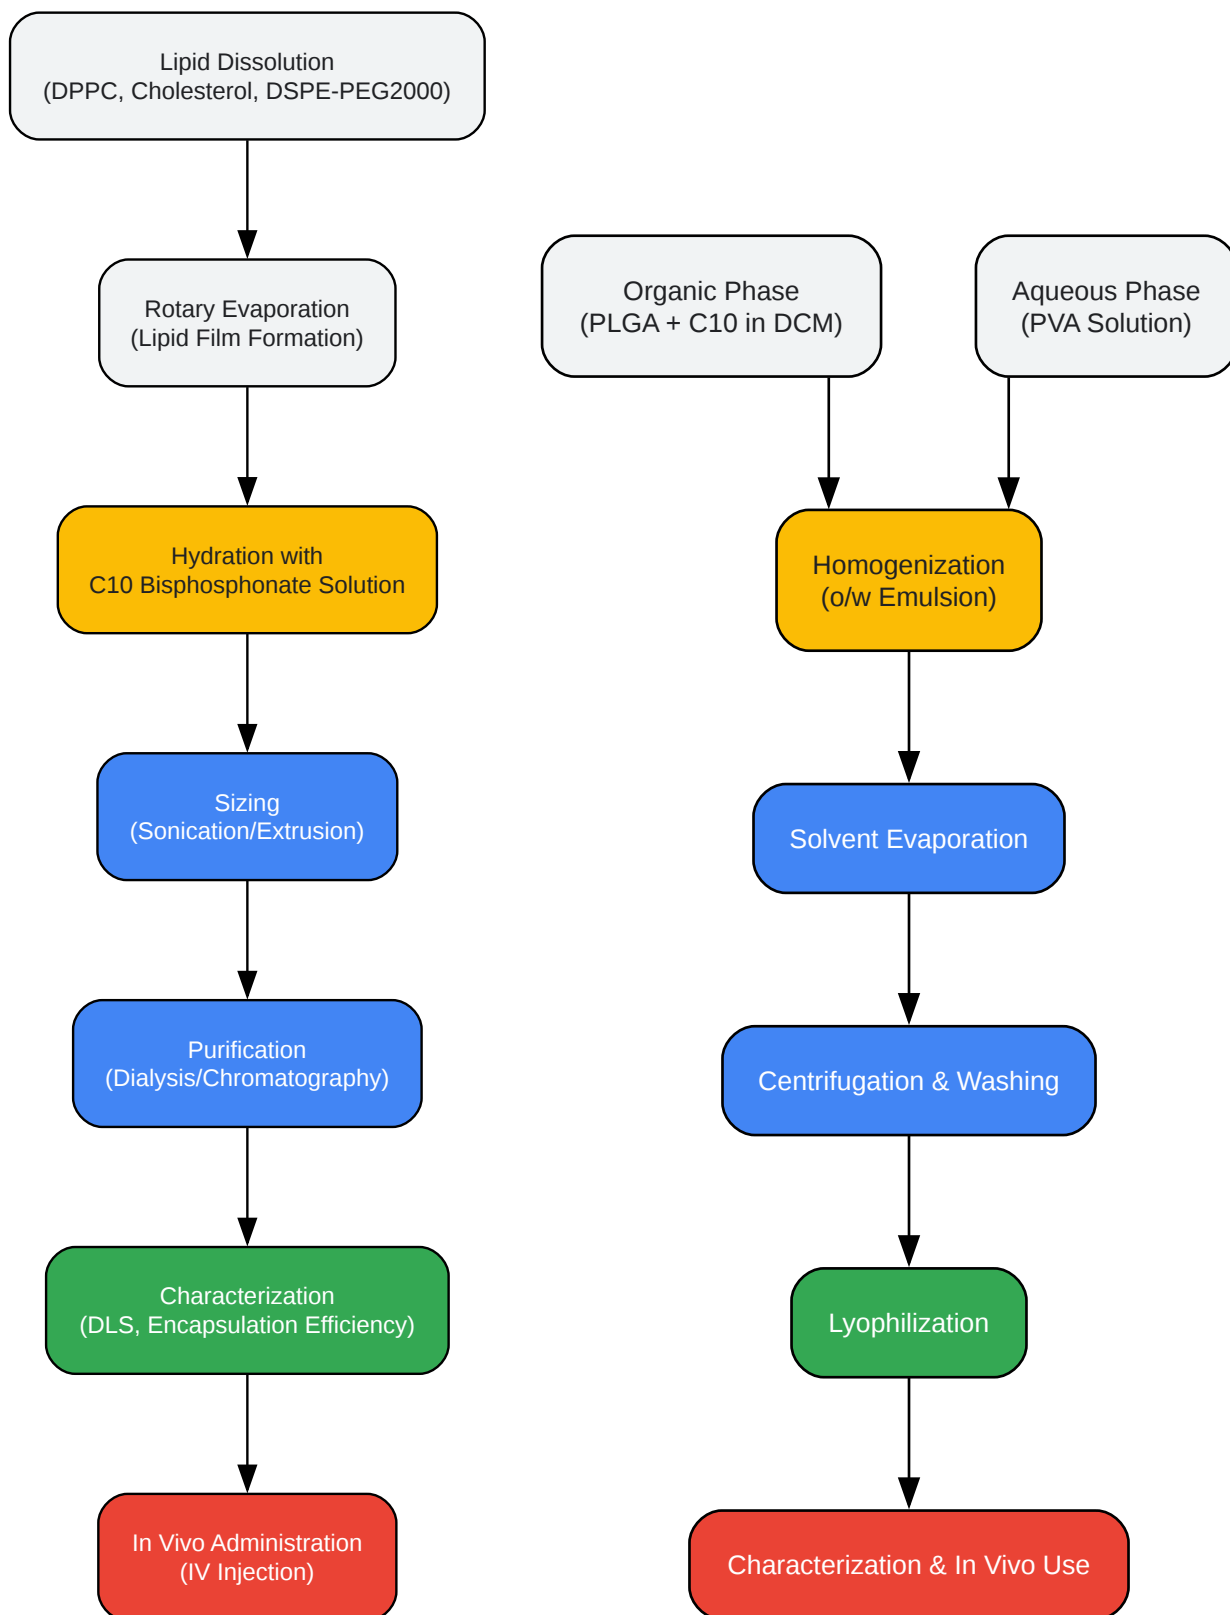 Lipid Dissolution
(DPPC, Cholesterol, DSPE-PEG2000)
Rotary Evaporation
(Lipid Film Formation)
Hydration with
C10 Bisphosphonate Solution
Sizing
(Sonication/Extrusion)
Purification
(Dialysis/Chromatography)
Characterization
(DLS, Encapsulation Efficiency)
In Vivo Administration
(IV Injection)
Organic Phase
(PLGA + C10 in DCM)
Aqueous Phase
(PVA Solution)
Homogenization
(o/w Emulsion)
Solvent Evaporation
Centrifugation & Washing
Lyophilization
Characterization & In Vivo Use